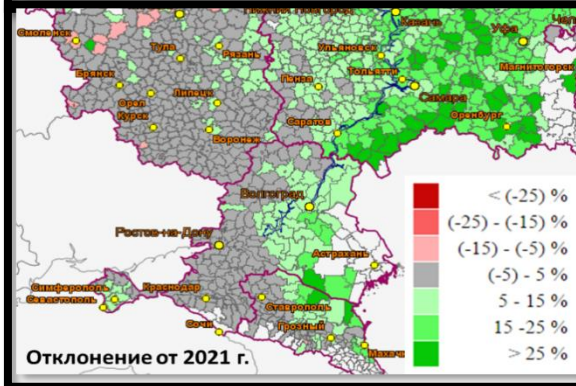 Казань
Смоленск
Уфа
Тула
Рязань
Ульяновск
Магнитогорск
Тольятти
Брянск
Пенза
Самара
Орел
Липецк
Курск
Саратов
Оренбург
Воронеж
Волгоград
Ростов-на-Дону
Астрахань
Симферополь
Севастополь
Краснодар
Ставрополь
Сочи
Грозный
Махачк
< (-25) %
(-25) - (-15) %
(-15) - (-5) %
(-5) - 5 %
5 - 15 %
15 -25 %
> 25 %
Отклонение от 2021 г.